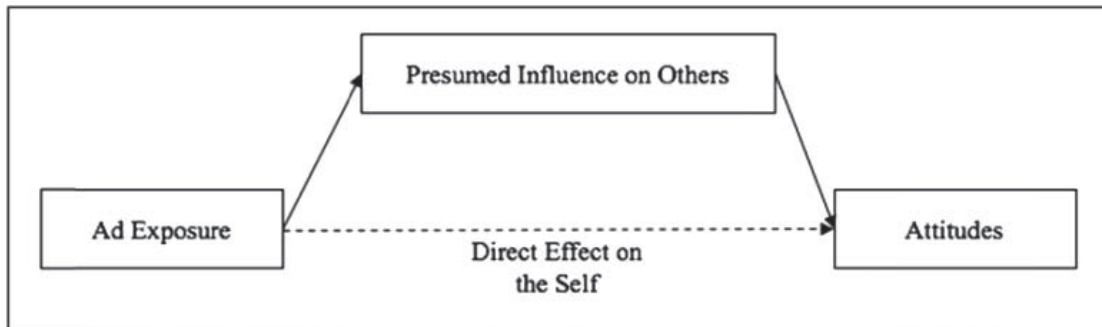 Presumed Influence on Others
Ad Exposure
Attitudes
Direct Effect on
the Self